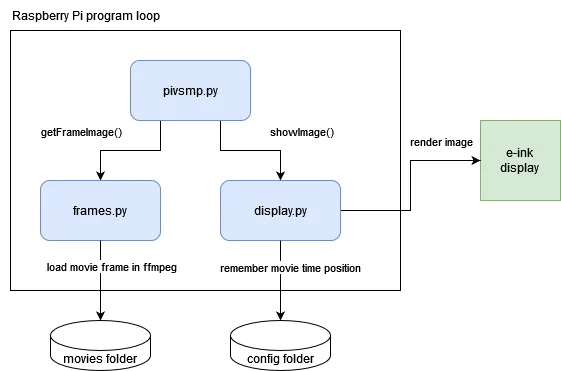 Raspberry Pi program loop
pivsmp.py
getFrameImage()
showImage()
render image
e-ink
display
frames.py
display.py
load movie frame in ffmpeg
remember movie time position
movies folder
config folder